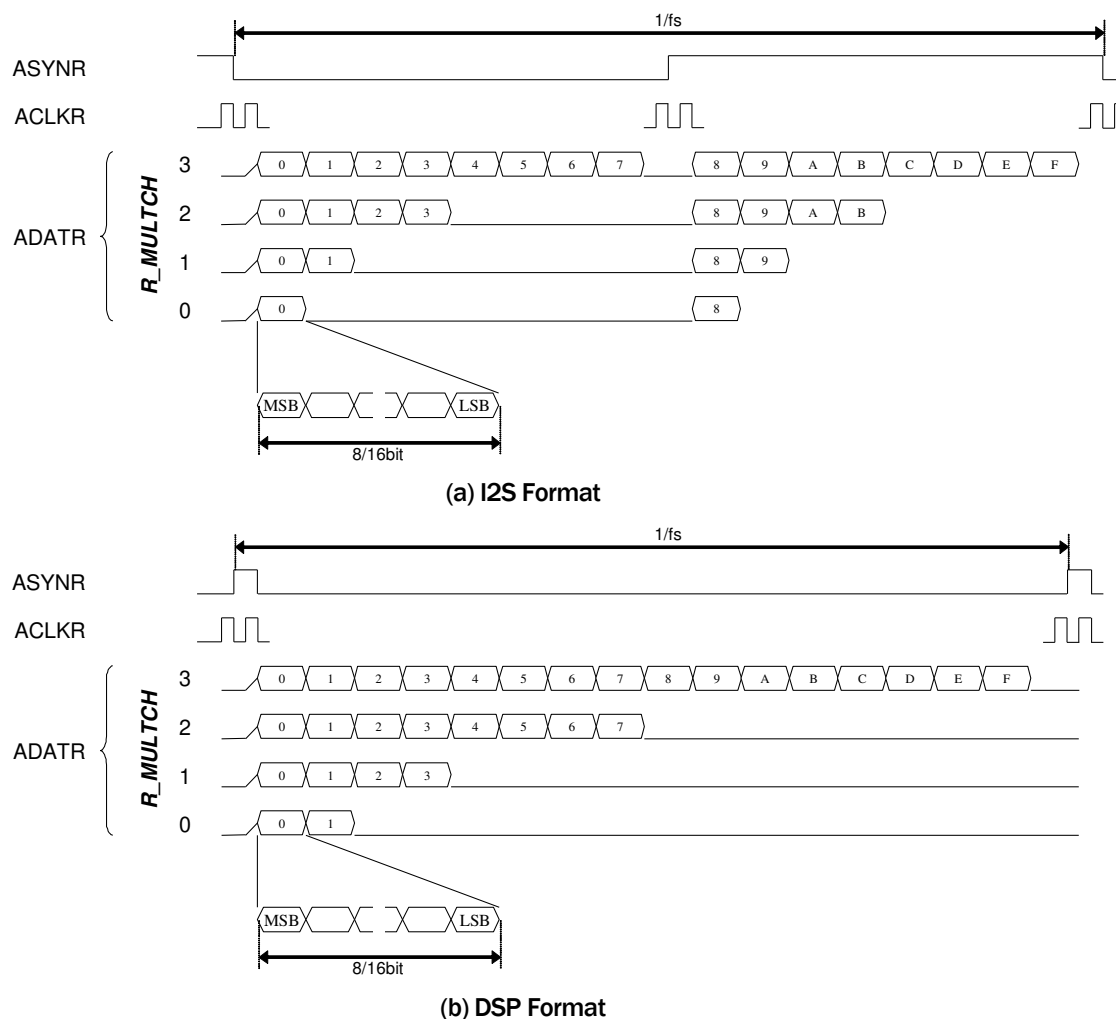 1/fs
ASYNR
ACLKR
ADATR
R_MULTCH
3 0 1 2 3 4 5 6 7 8 9 A B C D E F
2 0 1 2 3 8 9 A B
1 0 1 8 9
0 0 8
MSB LSB
8/16bit
(a) I2S Format
1/fs
ASYNR
ACLKR
ADATR
R_MULTCH
3 0 1 2 3 4 5 6 7 8 9 A B C D E F
2 0 1 2 3 4 5 6 7
1 0 1 2 3
0 0 1
MSB LSB
8/16bit
(b) DSP Format